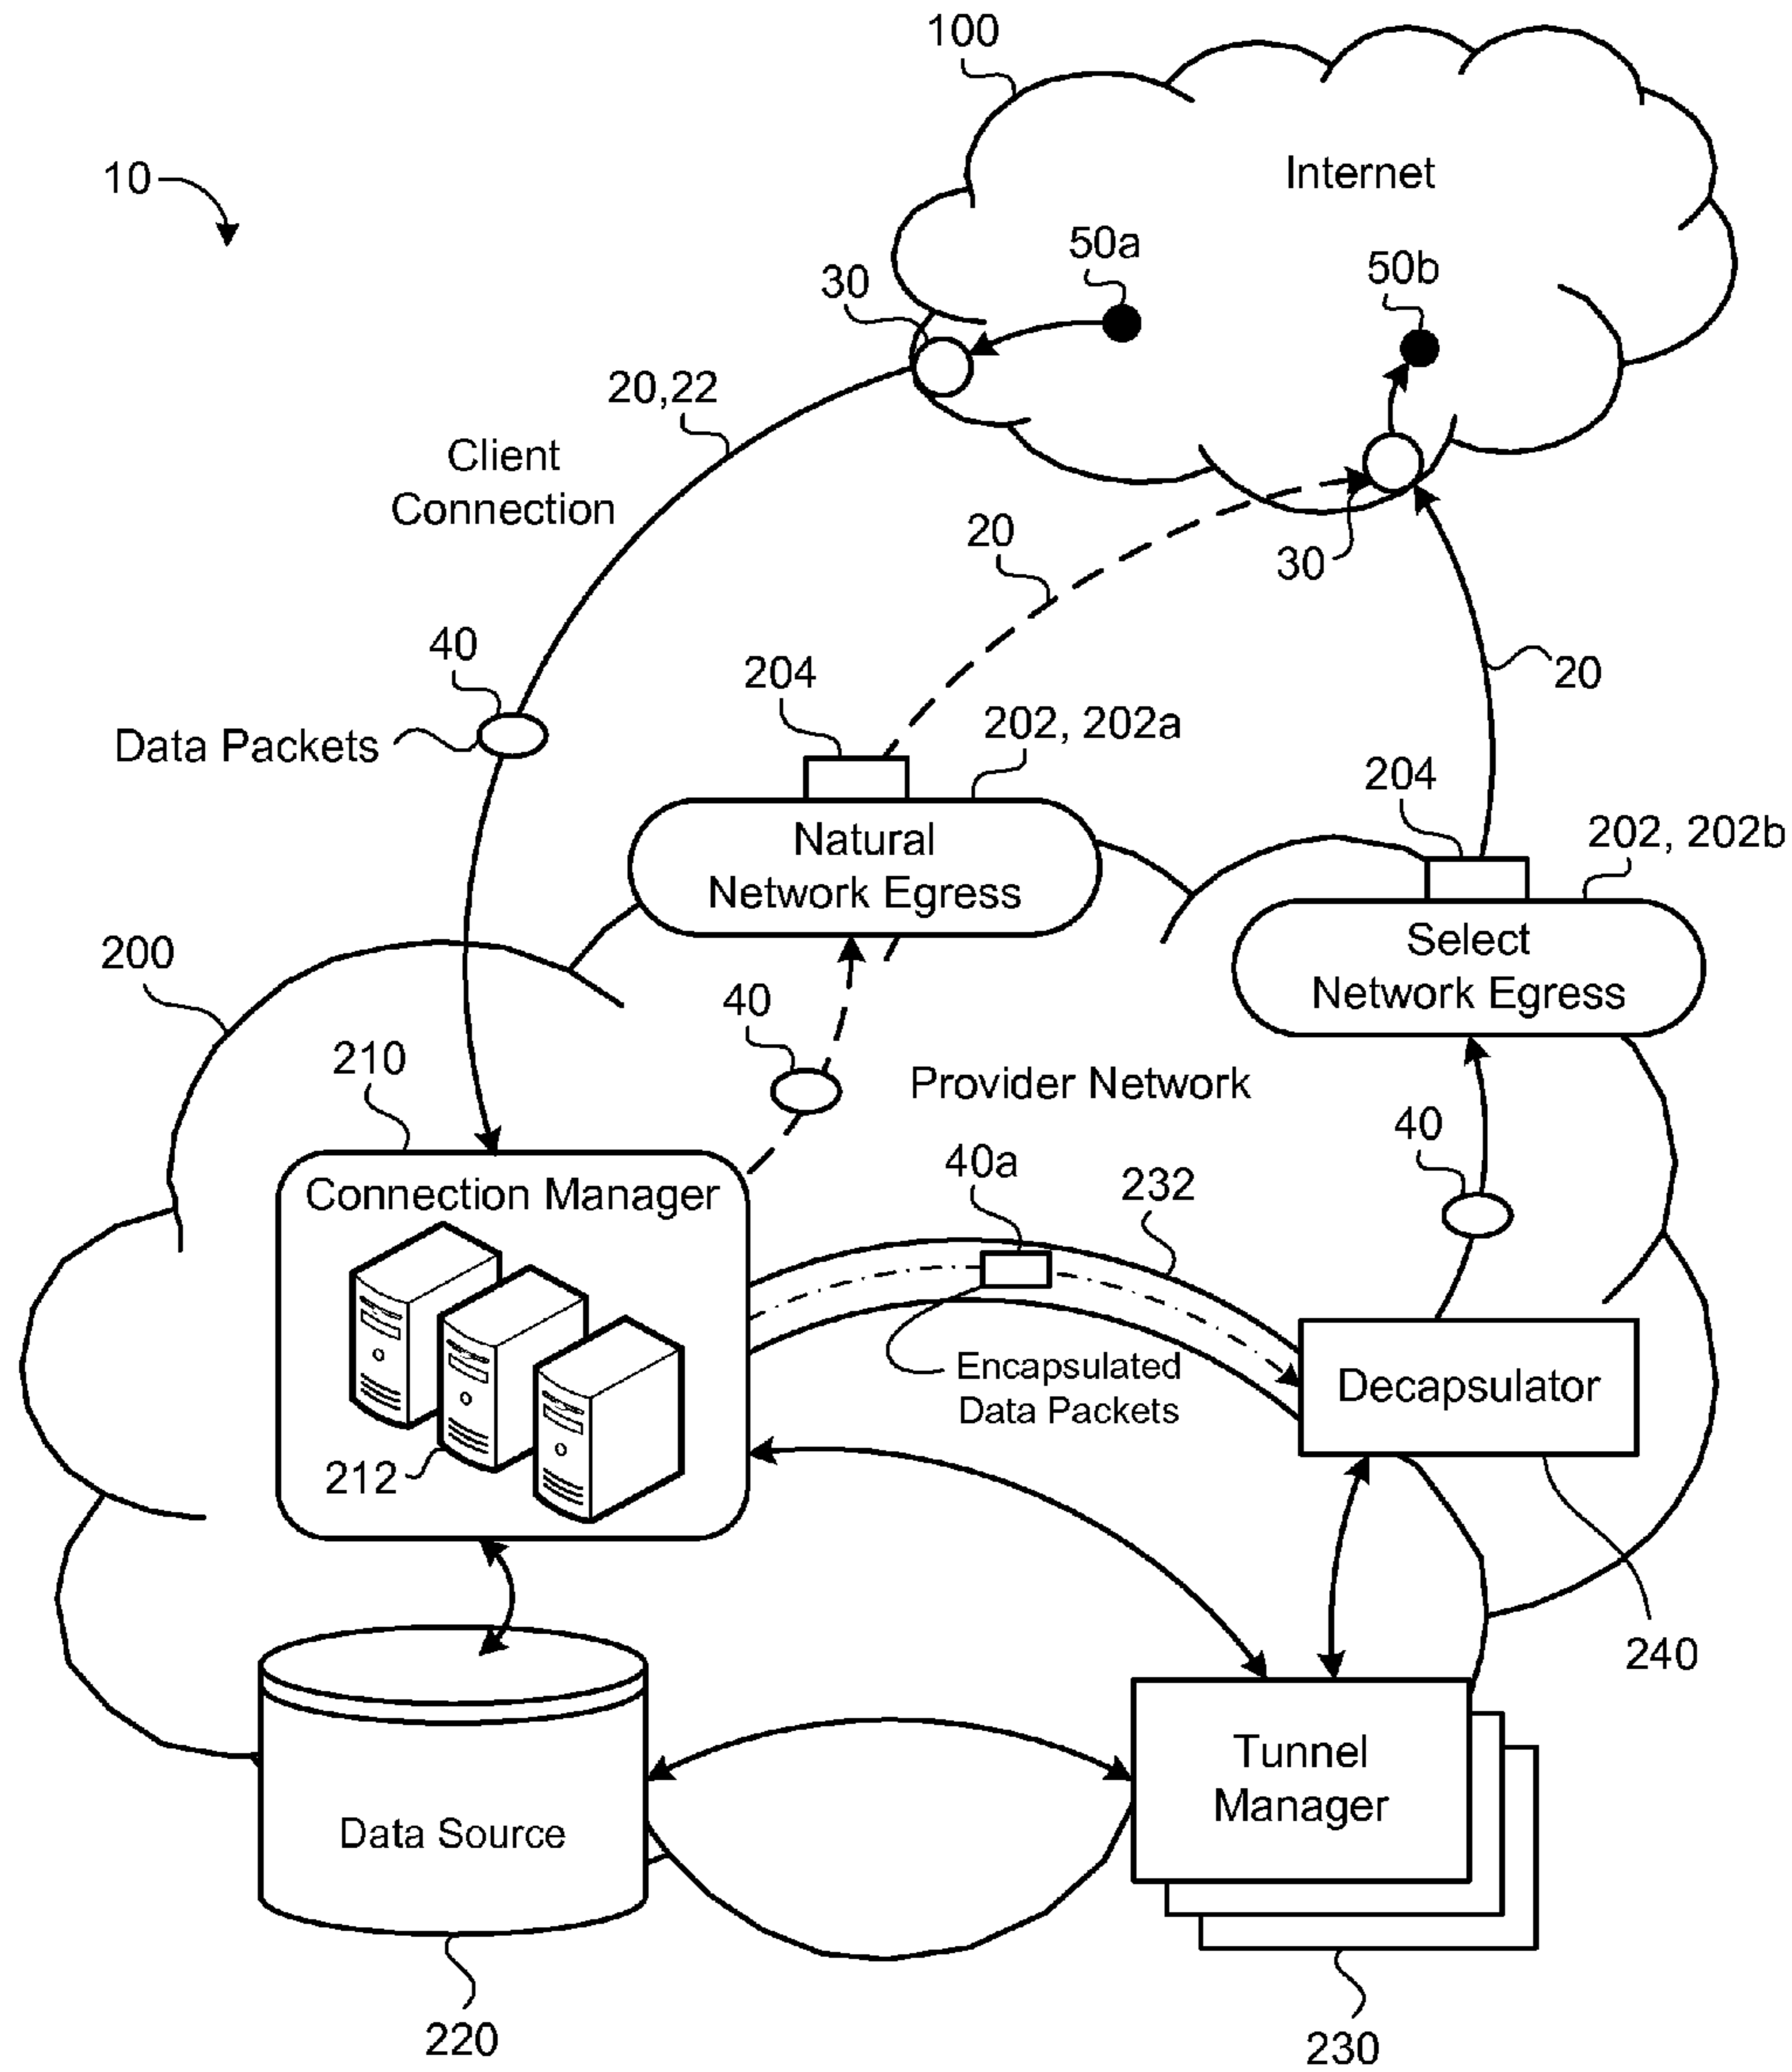 100
Internet
10
50a
50b
30
20,22
Client
Connection
20
30
40
204
20
Data Packets
202, 202a
204
202, 202b
Natural
Network Egress
Select
Network Egress
200
40
210
Provider Network
40
40a
232
Connection Manager
Encapsulated
Data Packets
Decapsulator
212
240
Tunnel
Manager
Data Source
220
230